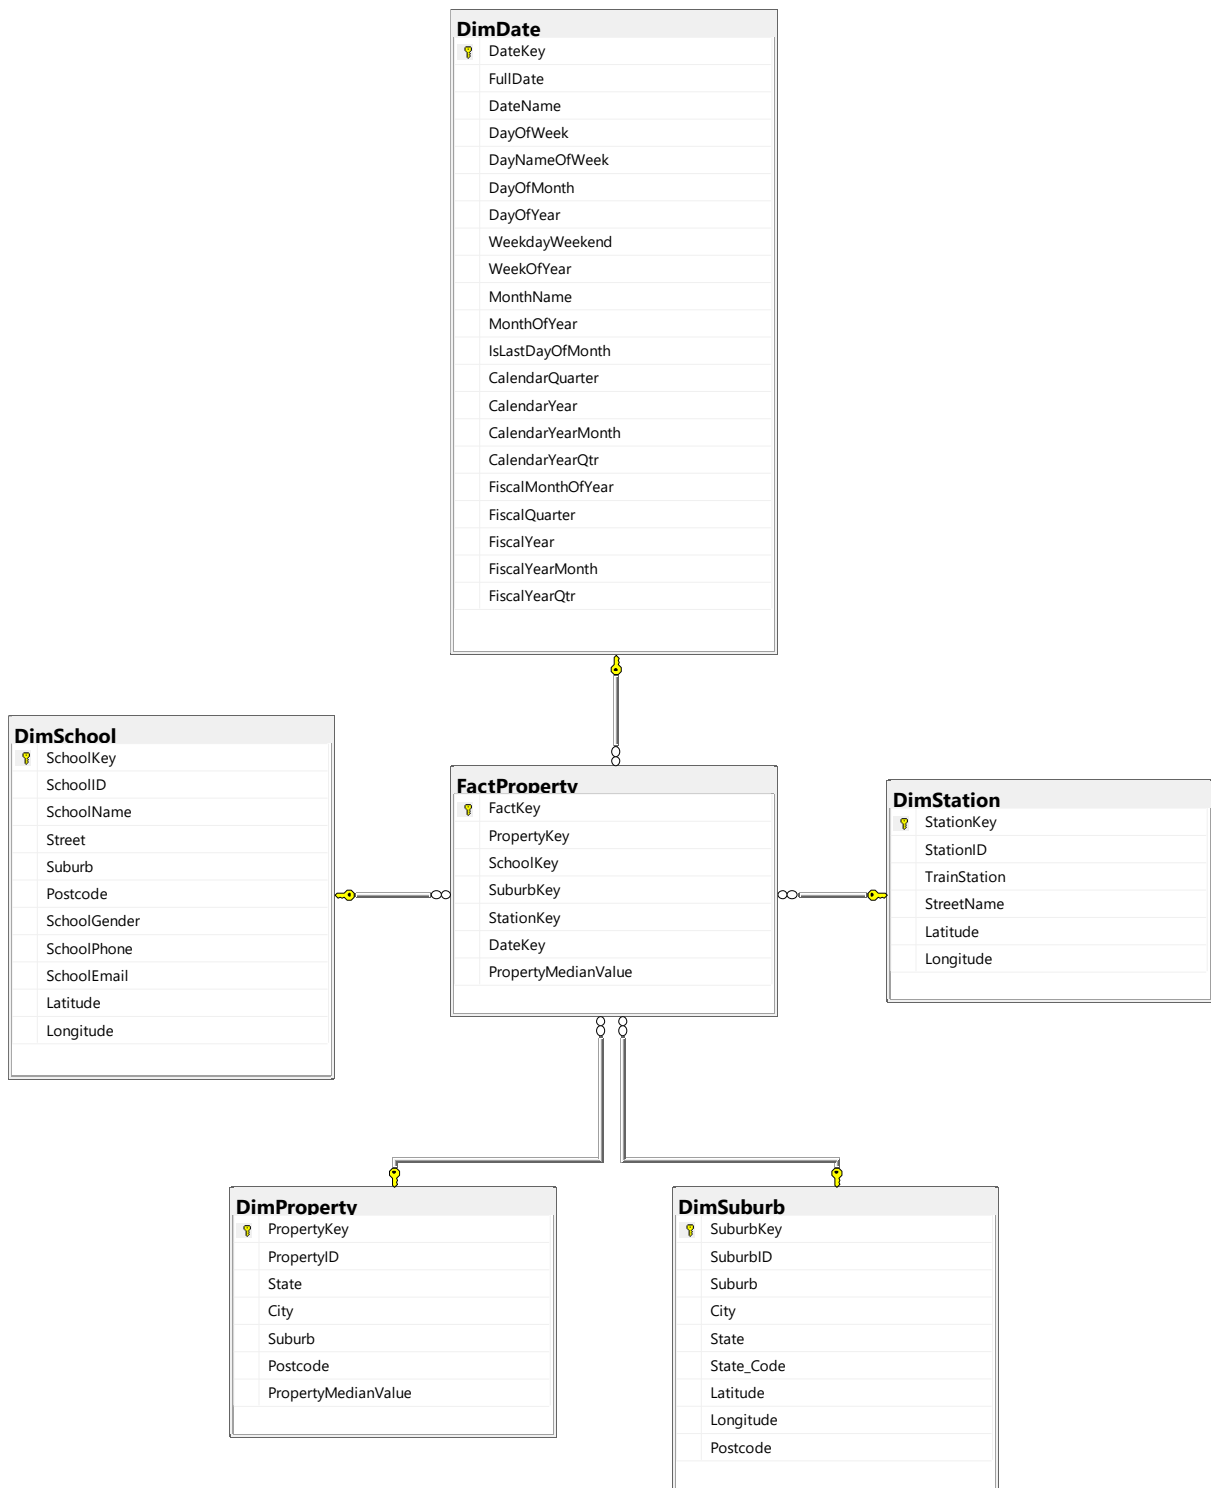 DimDate
DateKey
FullDate
DateName
DayOfWeek
DayNameOfWeek
DayOfMonth
DayOfYear
WeekdayWeekend
WeekOfYear
MonthName
MonthOfYear
IsLastDayOfMonth
CalendarQuarter
CalendarYear
CalendarYearMonth
CalendarYearQtr
FiscalMonthOfYear
FiscalQuarter
FiscalYear
FiscalYearMonth
FiscalYearQtr
DimSchool
SchoolKey
SchoolID
SchoolName
Street
Suburb
Postcode
SchoolGender
SchoolPhone
SchoolEmail
Latitude
Longitude
FactProperty
FactKey
PropertyKey
SchoolKey
SuburbKey
StationKey
DateKey
PropertyMedianValue
DimStation
StationKey
StationID
TrainStation
StreetName
Latitude
Longitude
DimProperty
PropertyKey
PropertyID
State
City
Suburb
Postcode
PropertyMedianValue
DimSuburb
SuburbKey
SuburbID
Suburb
City
State
State_Code
Latitude
Longitude
Postcode